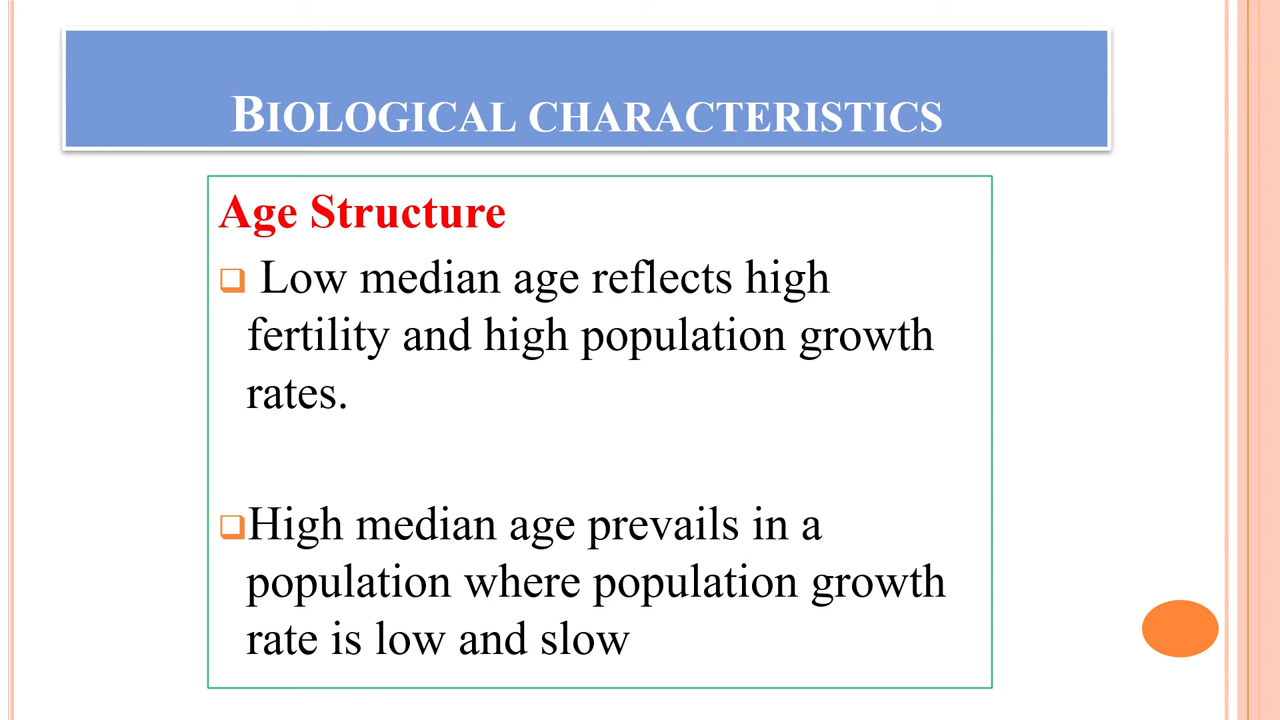 BIOLOGICAL CHARACTERISTICS
Age Structure
Low median age reflects high
fertility and high population growth
rates.
High median age prevails in a
population where population growth
rate is low and slow